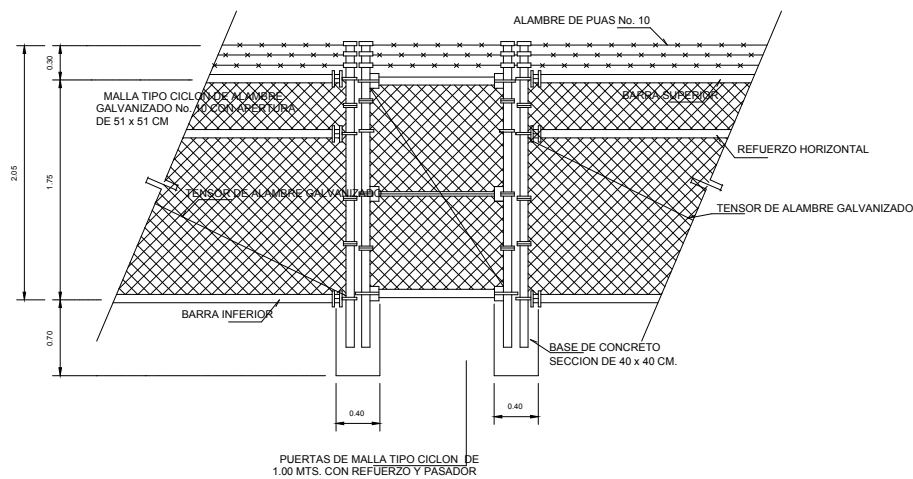 ALAMBRE DE PUAS No. 10
0.30
MALLA TIPO CICLON DE ALAMBRE
GALVANIZADO No. 10 CON APERTURA
DE 51 x 51 CM
BARRA SUPERIOR
REFUERZO HORIZONTAL
2.05
1.75
TENSOR DE ALAMBRE GALVANIZADO
TENSOR DE ALAMBRE GALVANIZADO
BARRA INFERIOR
0.70
BASE DE CONCRETO
SECCION DE 40 x 40 CM.
0.40
0.40
PUERTAS DE MALLA TIPO CICLON DE
1.00 MTS. CON REFUERZO Y PASADOR